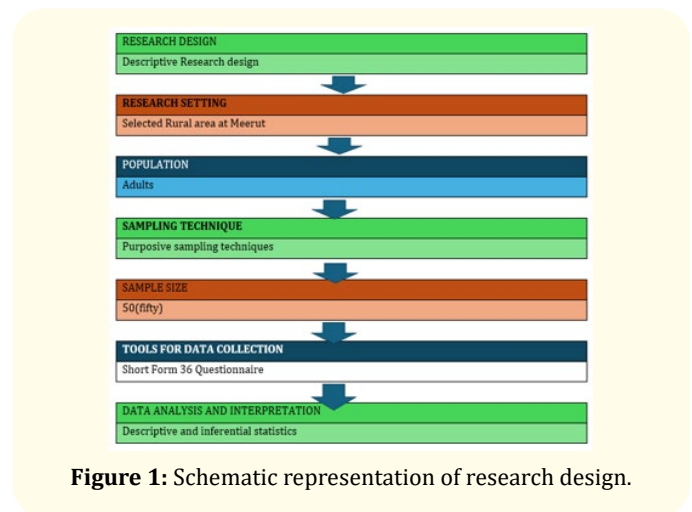 RESEARCH DESIGN
Descriptive Research design
RESEARCH SETTING
Selected Rural area at Meerut
POPULATION
Adults
SAMPLING TECHNIQUE
Purposive sampling techniques
SAMPLE SIZE
50(fifty)
TOOLS FOR DATA COLLECTION
Short Form 36 Questionnaire
DATA ANALYSIS AND INTERPRETATION
Descriptive and inferential statistics
Figure 1: Schematic representation of research design.